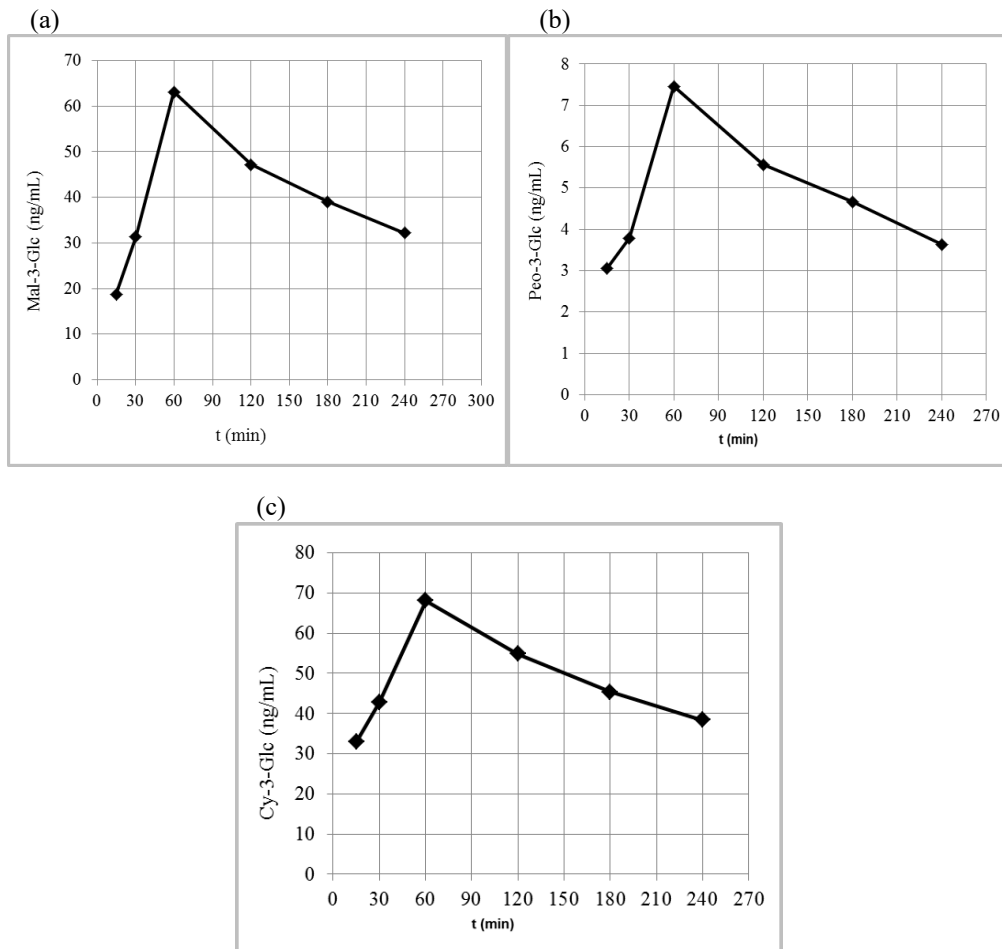 (a)
70
60
50
40
30
20
10
0
Mal-3-Glc (ng/mL)
0 30 60 90 120 150 180 210 240 270 300
t (min)
(b)
8
7
6
5
4
3
2
1
0
Peo-3-Glc (ng/mL)
0 30 60 90 120 150 180 210 240 270
t (min)
(c)
80
70
60
50
40
30
20
10
0
Cy-3-Glc (ng/mL)
0 30 60 90 120 150 180 210 240 270
t (min)